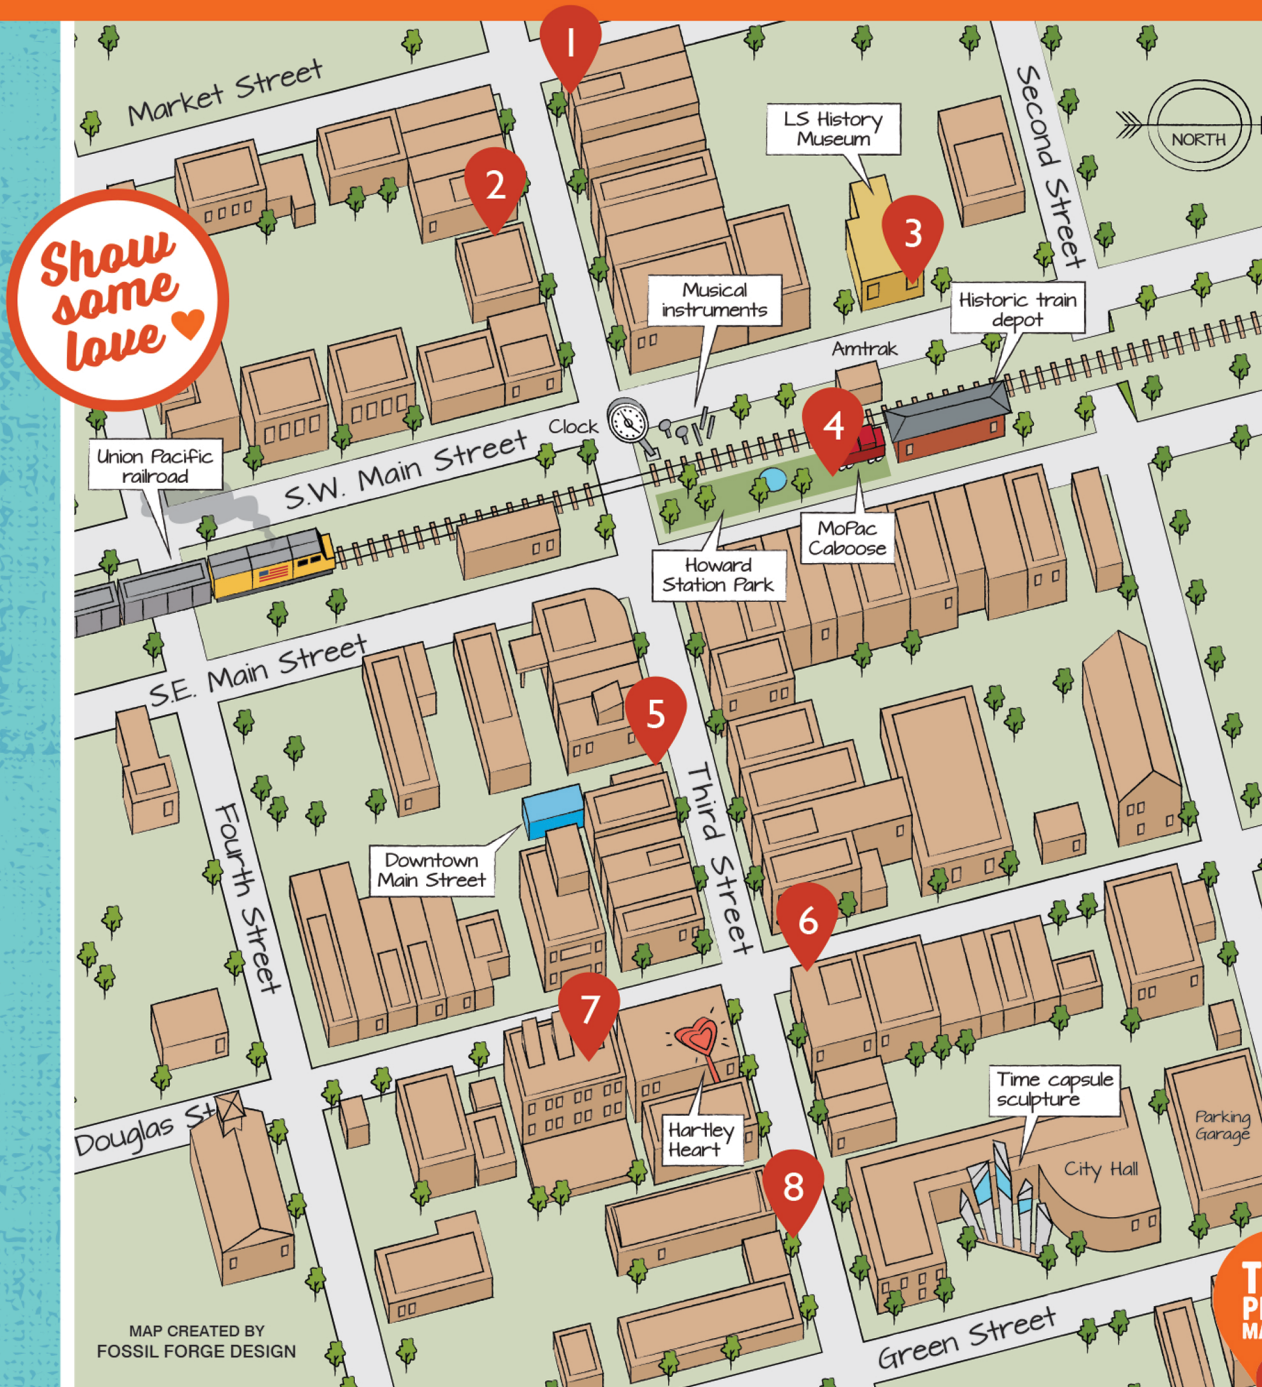 1
Market Street
Second Street
LS History
Museum
NORTH
2
3
Show
some
love
Musical
instruments
Historic train
depot
Amtrak
4
Clock
S.W. Main Street
Union Pacific
railroad
MoPac
Caboose
Howard
Station Park
S.E. Main Street
5
Third Street
Fourth Street
Downtown
Main Street
6
7
Time capsule
sculpture
Parking
Garage
Douglas St
Hartley
Heart
City Hall
8
Green Street
MAP CREATED BY
FOSSIL FORGE DESIGN